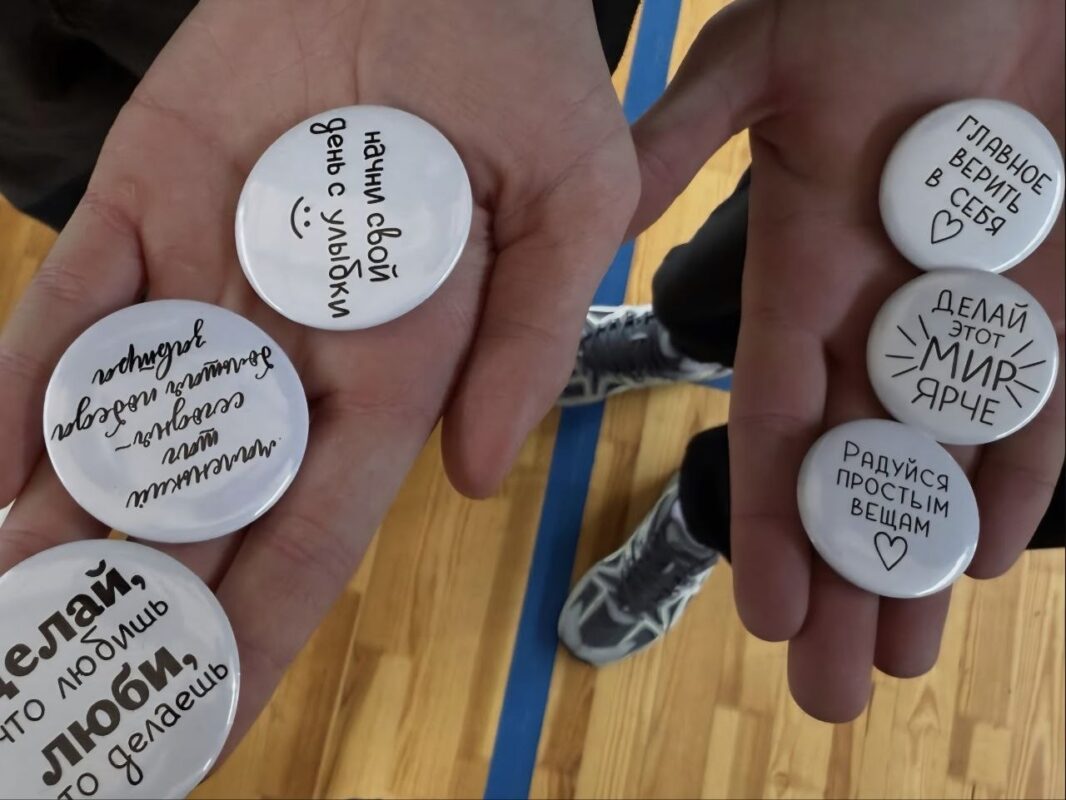 начни свой
день с улыбки
маленький
шаг
сегодня -
большая победа
завтра
делай,
что любишь
люби,
то делаешь
ГЛАВНОЕ
ВЕРИТЬ
В СЕБЯ
ДЕЛАЙ
ЭТОТ
МИР
ЯРЧЕ
РАДУЙСЯ
ПРОСТЫМ
ВЕЩАМ